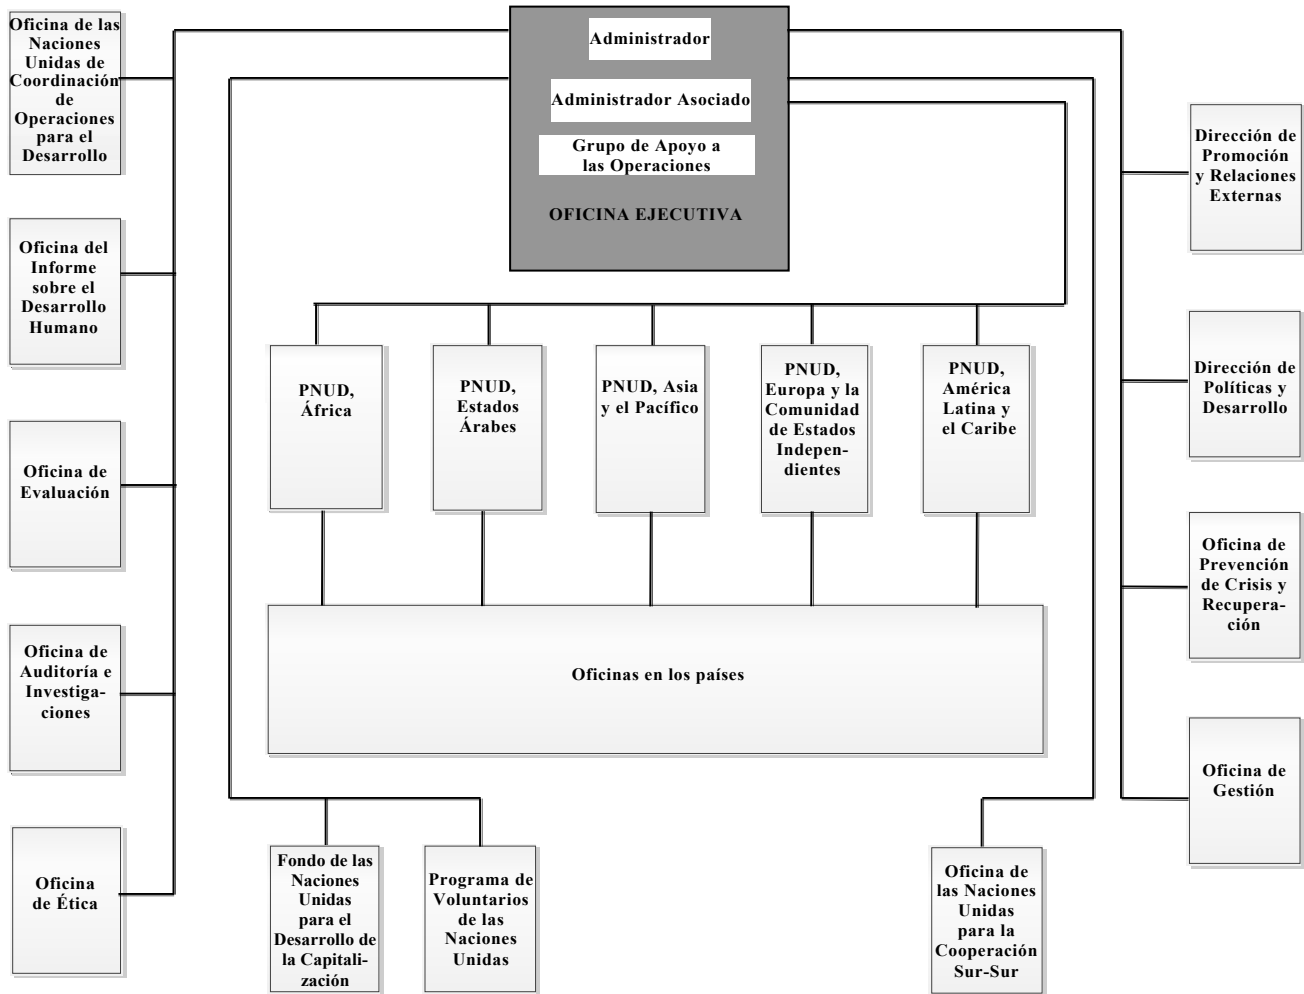 Oficina de las
Naciones
Unidas de
Coordinación
de
Operaciones
para el
Desarrollo
Oficina del
Informe
sobre el
Desarrollo
Humano
Oficina de
Evaluación
Oficina de
Auditoría e
Investiga-
ciones
Oficina
de Ética
Administrador
Administrador Asociado
Grupo de Apoyo a
las Operaciones
OFICINA EJECUTIVA
PNUD,
África
PNUD,
Estados
Árabes
PNUD, Asia
y el Pacífico
PNUD,
Europa y la
Comunidad
de Estados
Indepen-
dientes
PNUD,
América
Latina y
el Caribe
Oficinas en los países
Fondo de las
Naciones
Unidas
para el
Desarrollo de
la Capitali-
zación
Programa de
Voluntarios
de las
Naciones
Unidas
Oficina de
las Naciones
Unidas
para la
Cooperación
Sur-Sur
Dirección de
Promoción
y Relaciones
Externas
Dirección de
Políticas y
Desarrollo
Oficina de
Prevención
de Crisis y
Recupera-
ción
Oficina de
Gestión